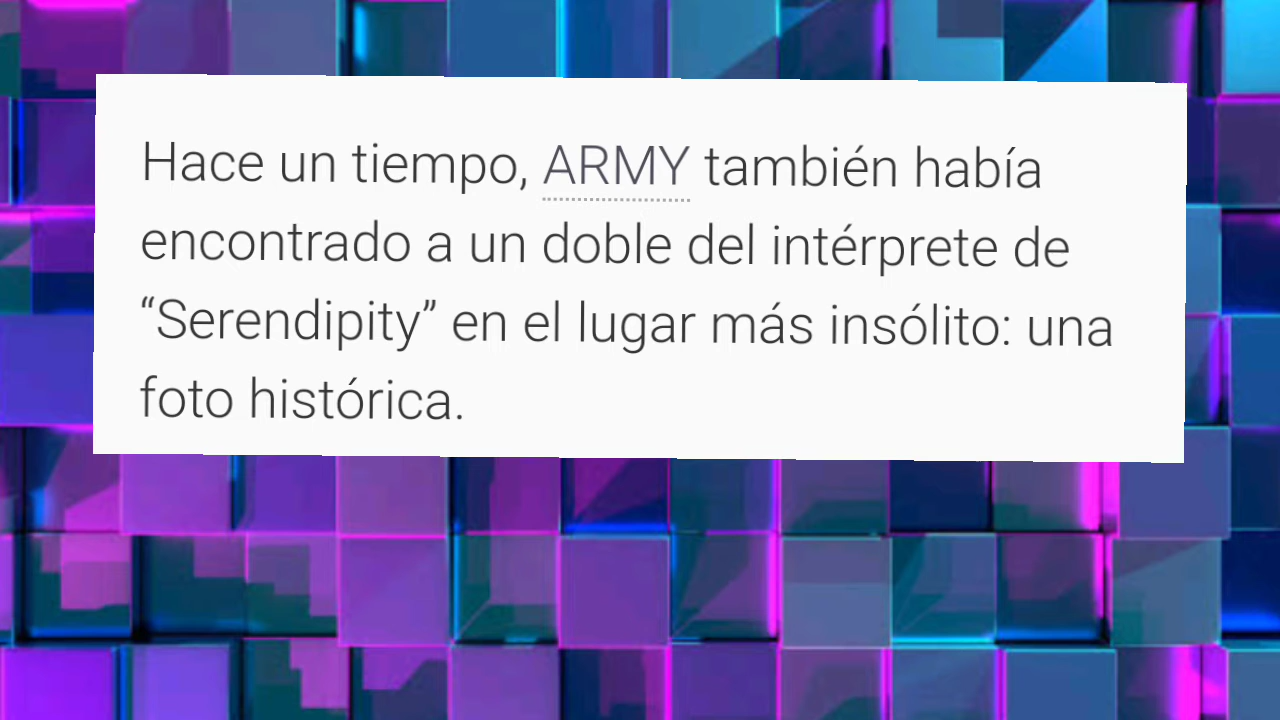 Hace un tiempo, ARMY también había
encontrado a un doble del intérprete de
“Serendipity” en el lugar más insólito: una
foto histórica.